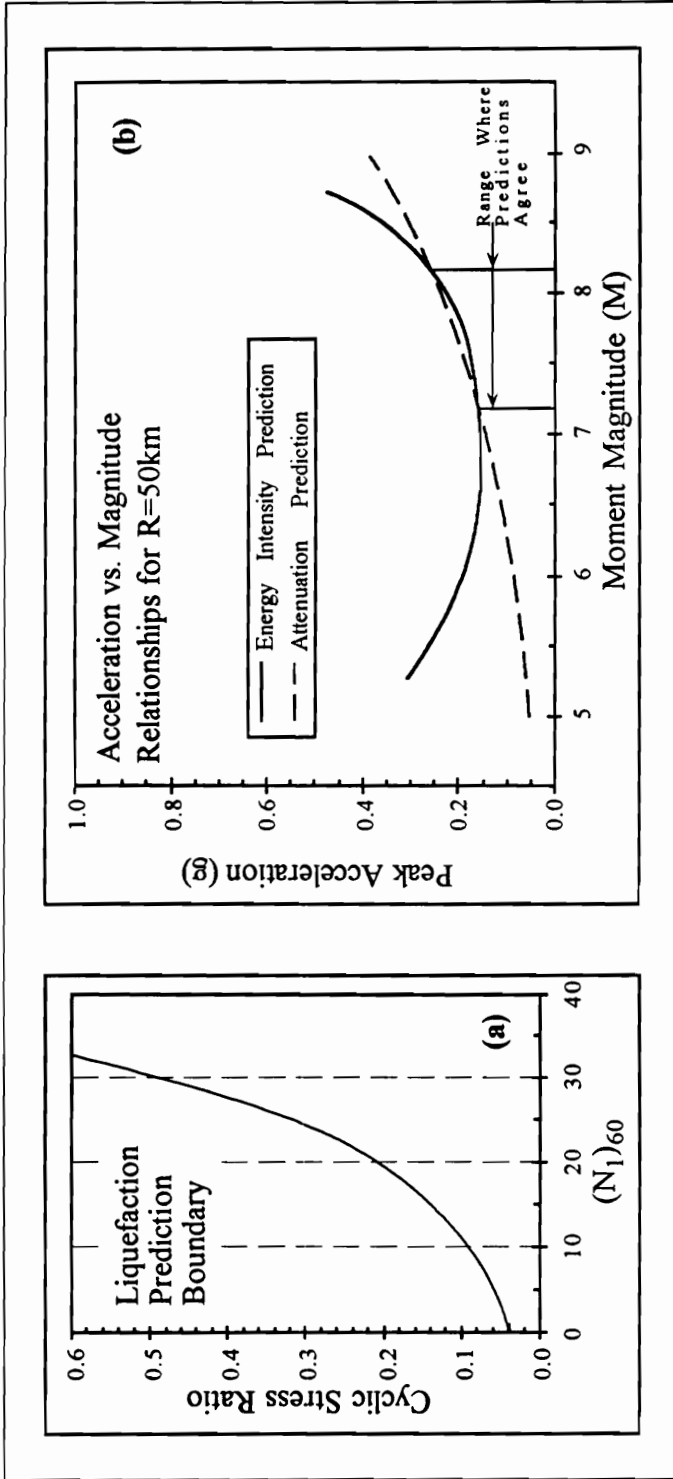 Liquefaction
Prediction
Boundary
(a)
Cyclic Stress Ratio
0.6
0.5
0.4
0.3
0.2
0.1
0.0
0 10 20 30 40
(N1)60
Acceleration vs. Magnitude
Relationships for R=50km
(b)
Energy Intensity Prediction
Attenuation Prediction
Range Where
Predictions
Agree
Peak Acceleration (g)
1.0
0.8
0.6
0.4
0.2
0.0
5 6 7 8 9
Moment Magnitude (M)